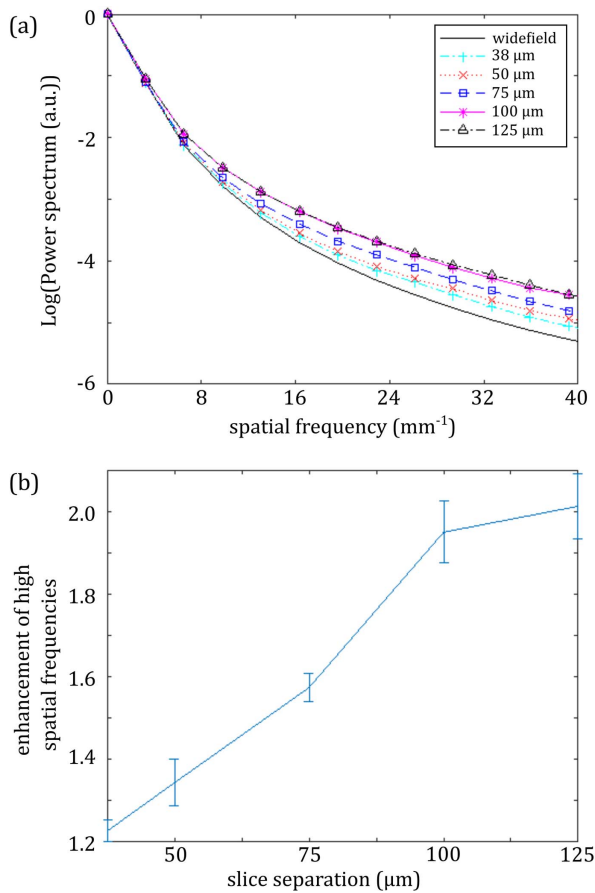 (a)
Log(Power spectrum (a.u.))
0
-2
-4
-6
widefield
38 μm
50 μm
75 μm
100 μm
125 μm
0 8 16 24 32 40
spatial frequency (mm⁻¹)
(b)
enhancement of high
spatial frequencies
2.0
1.8
1.6
1.4
1.2
50 75 100 125
slice separation (μm)